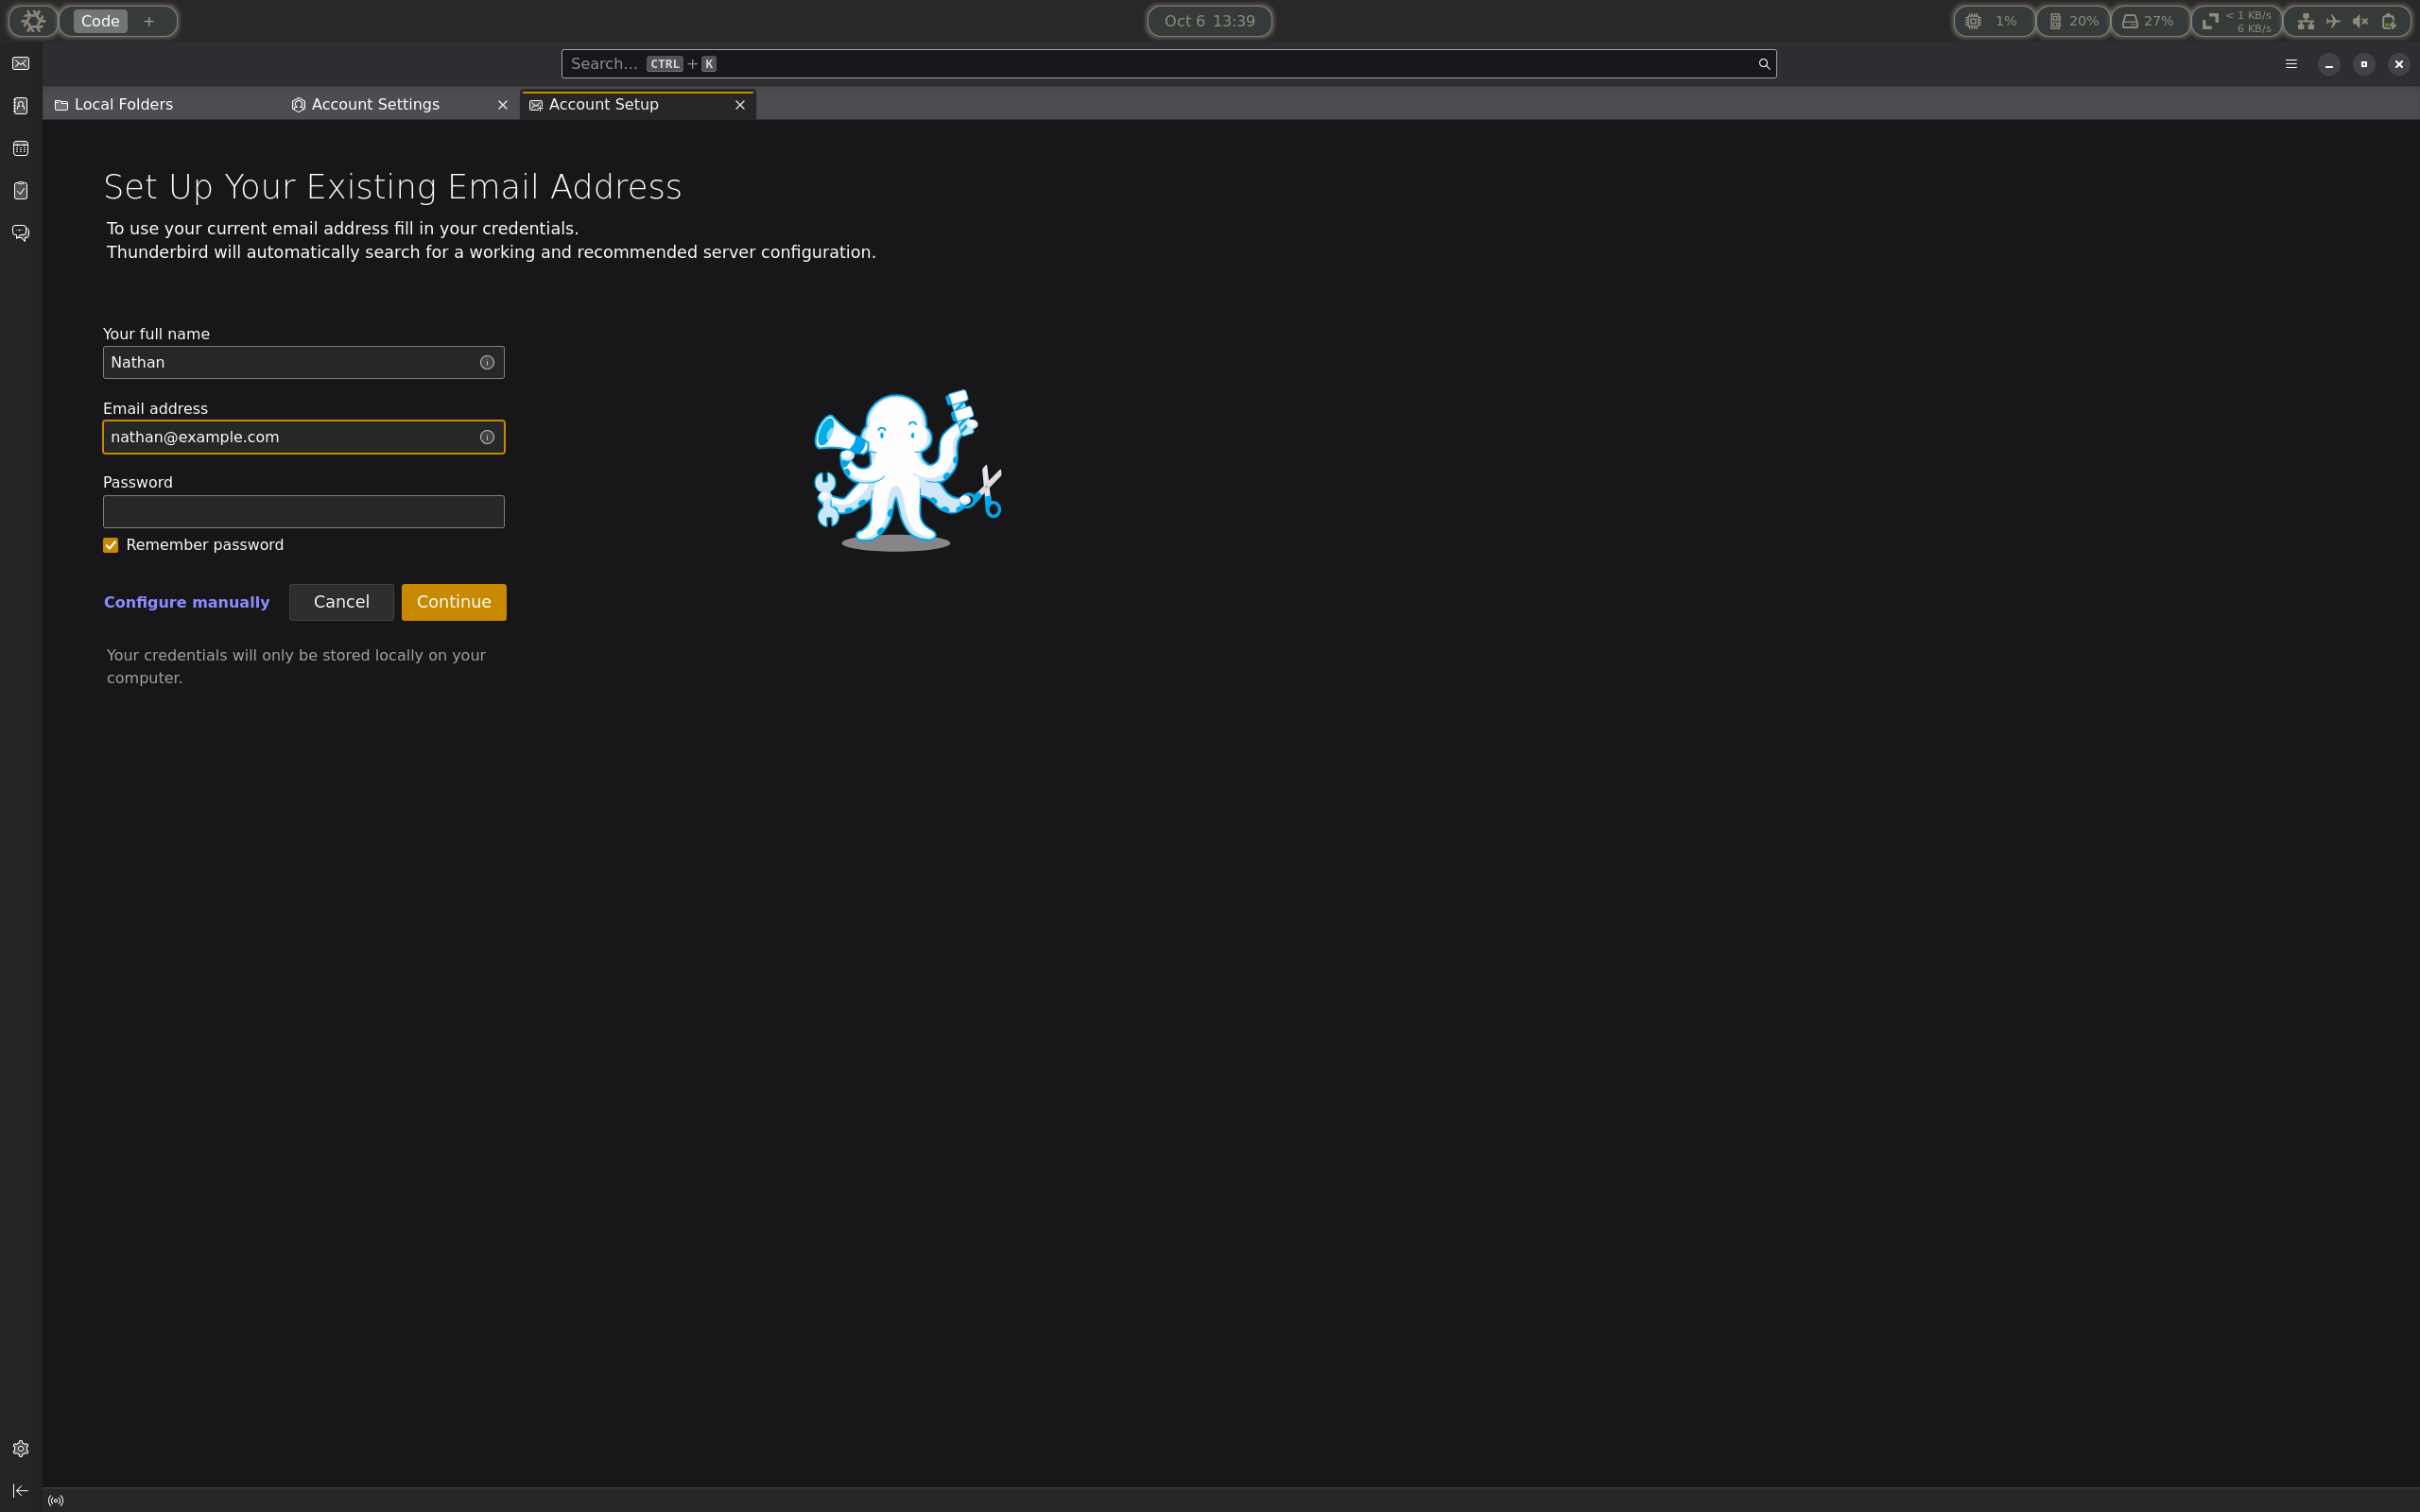 Code +
Oct 6 13:39
1%
20%
27%
< 1 KB/s
6 KB/s
Search... CTRL + K
Local Folders
Account Settings
Account Setup
Set Up Your Existing Email Address
To use your current email address fill in your credentials.
Thunderbird will automatically search for a working and recommended server configuration.
Your full name
Nathan
Email address
nathan@example.com
Password
Remember password
Configure manually
Cancel
Continue
Your credentials will only be stored locally on your
computer.